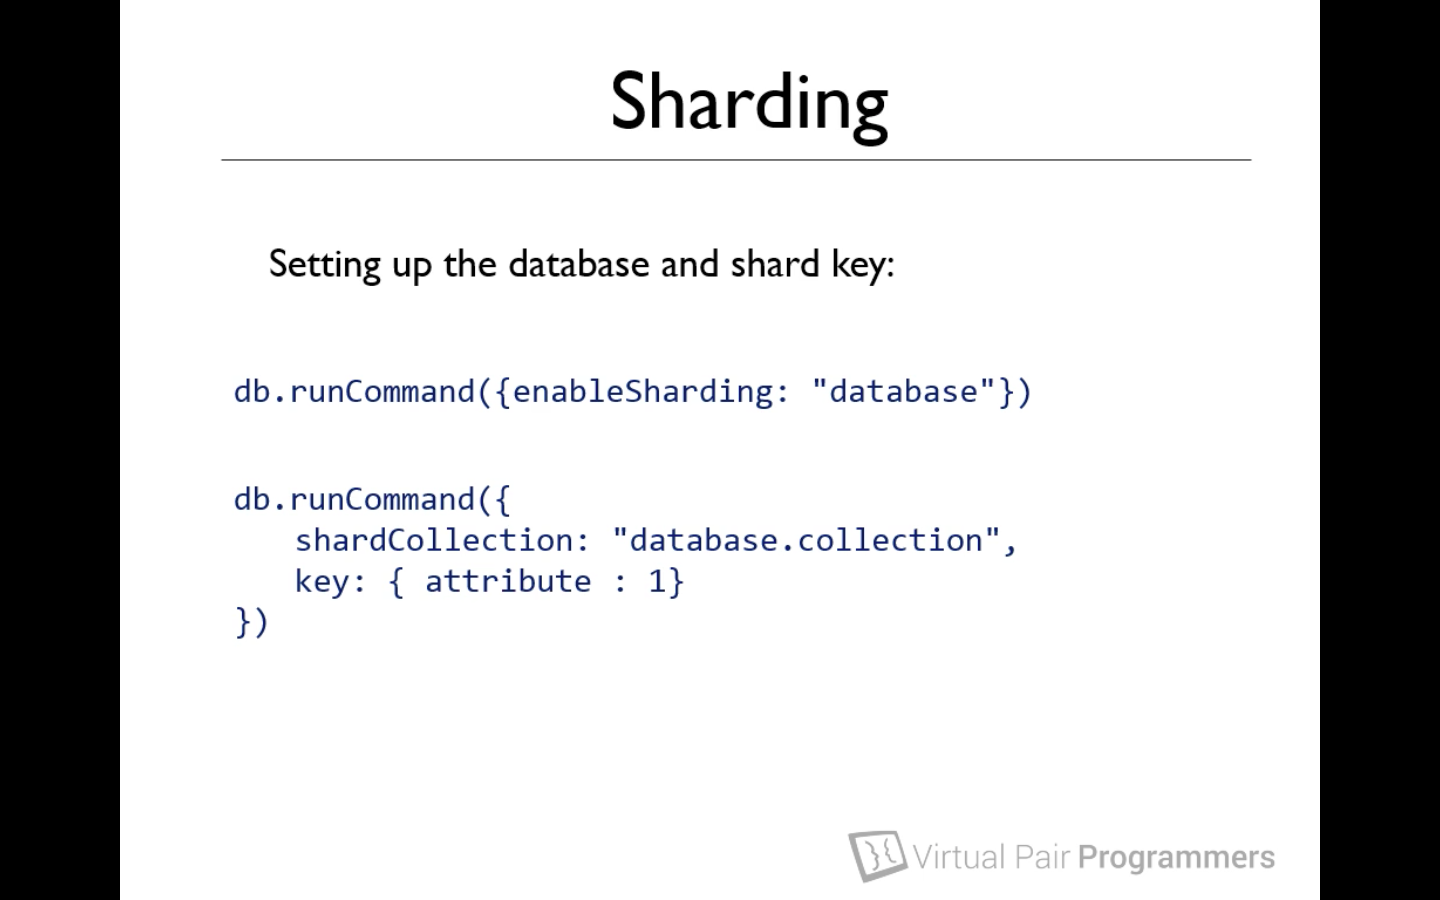 Sharding
Setting up the database and shard key:
db.runCommand({enableSharding: "database"})
db.runCommand({
shardCollection: "database.collection",
key: { attribute : 1}
})
Virtual Pair Programmers